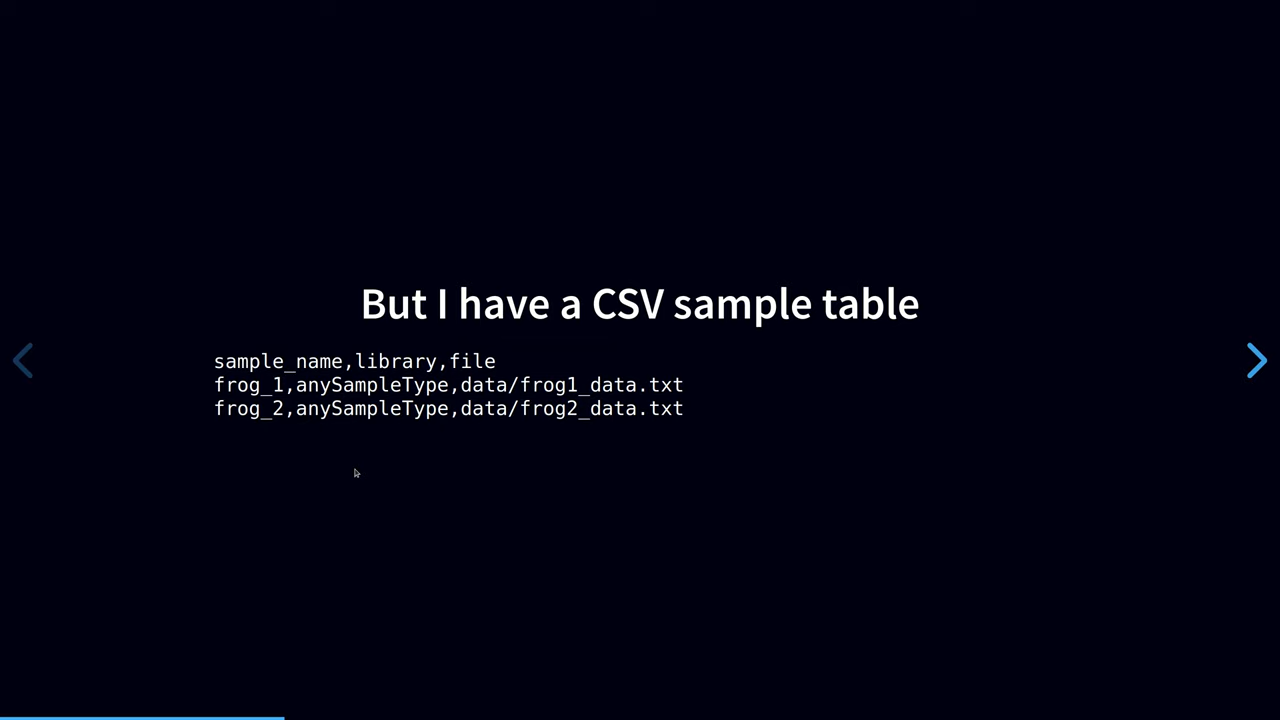 But I have a CSV sample table
sample_name,library,file
frog_1,anySampleType,data/frog1_data.txt
frog_2,anySampleType,data/frog2_data.txt